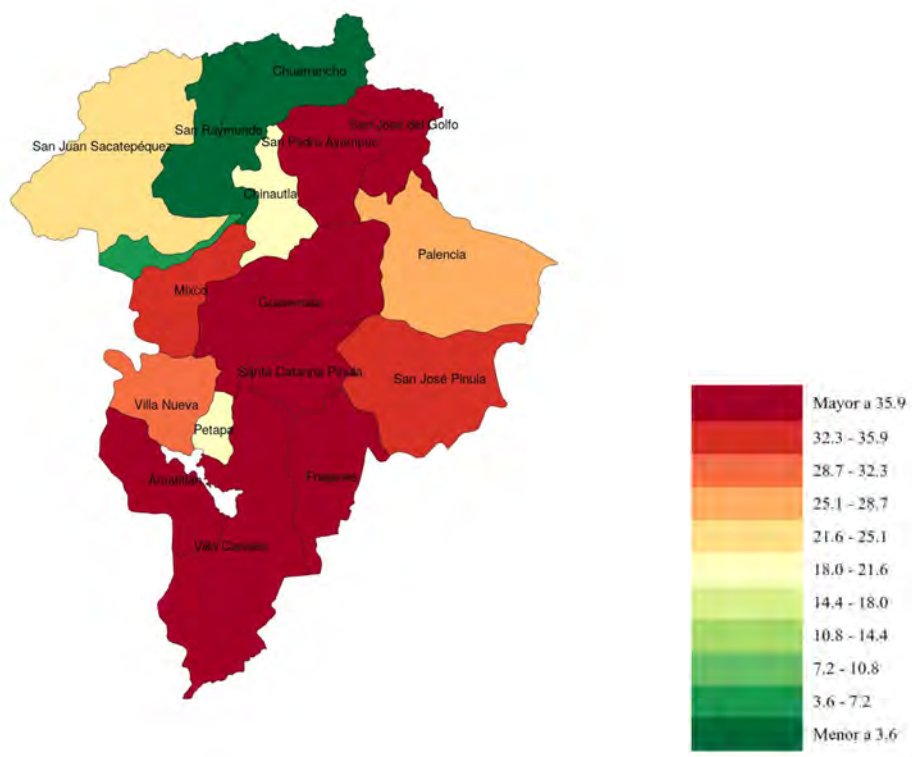 Chuarrancho
San José del Golfo
San Raymundo
San Pedro Ayampuc
San Juan Sacatepéquez
Chinautla
Palencia
Mixco
Guatemala
Santa Catarina Pinula
San José Pinula
Villa Nueva
Petapa
Amatitlán
Fraijanes
Villa Canales
Mayor a 35.9
32.3 - 35.9
28.7 - 32.3
25.1 - 28.7
21.6 - 25.1
18.0 - 21.6
14.4 - 18.0
10.8 - 14.4
7.2 - 10.8
3.6 - 7.2
Menor a 3.6